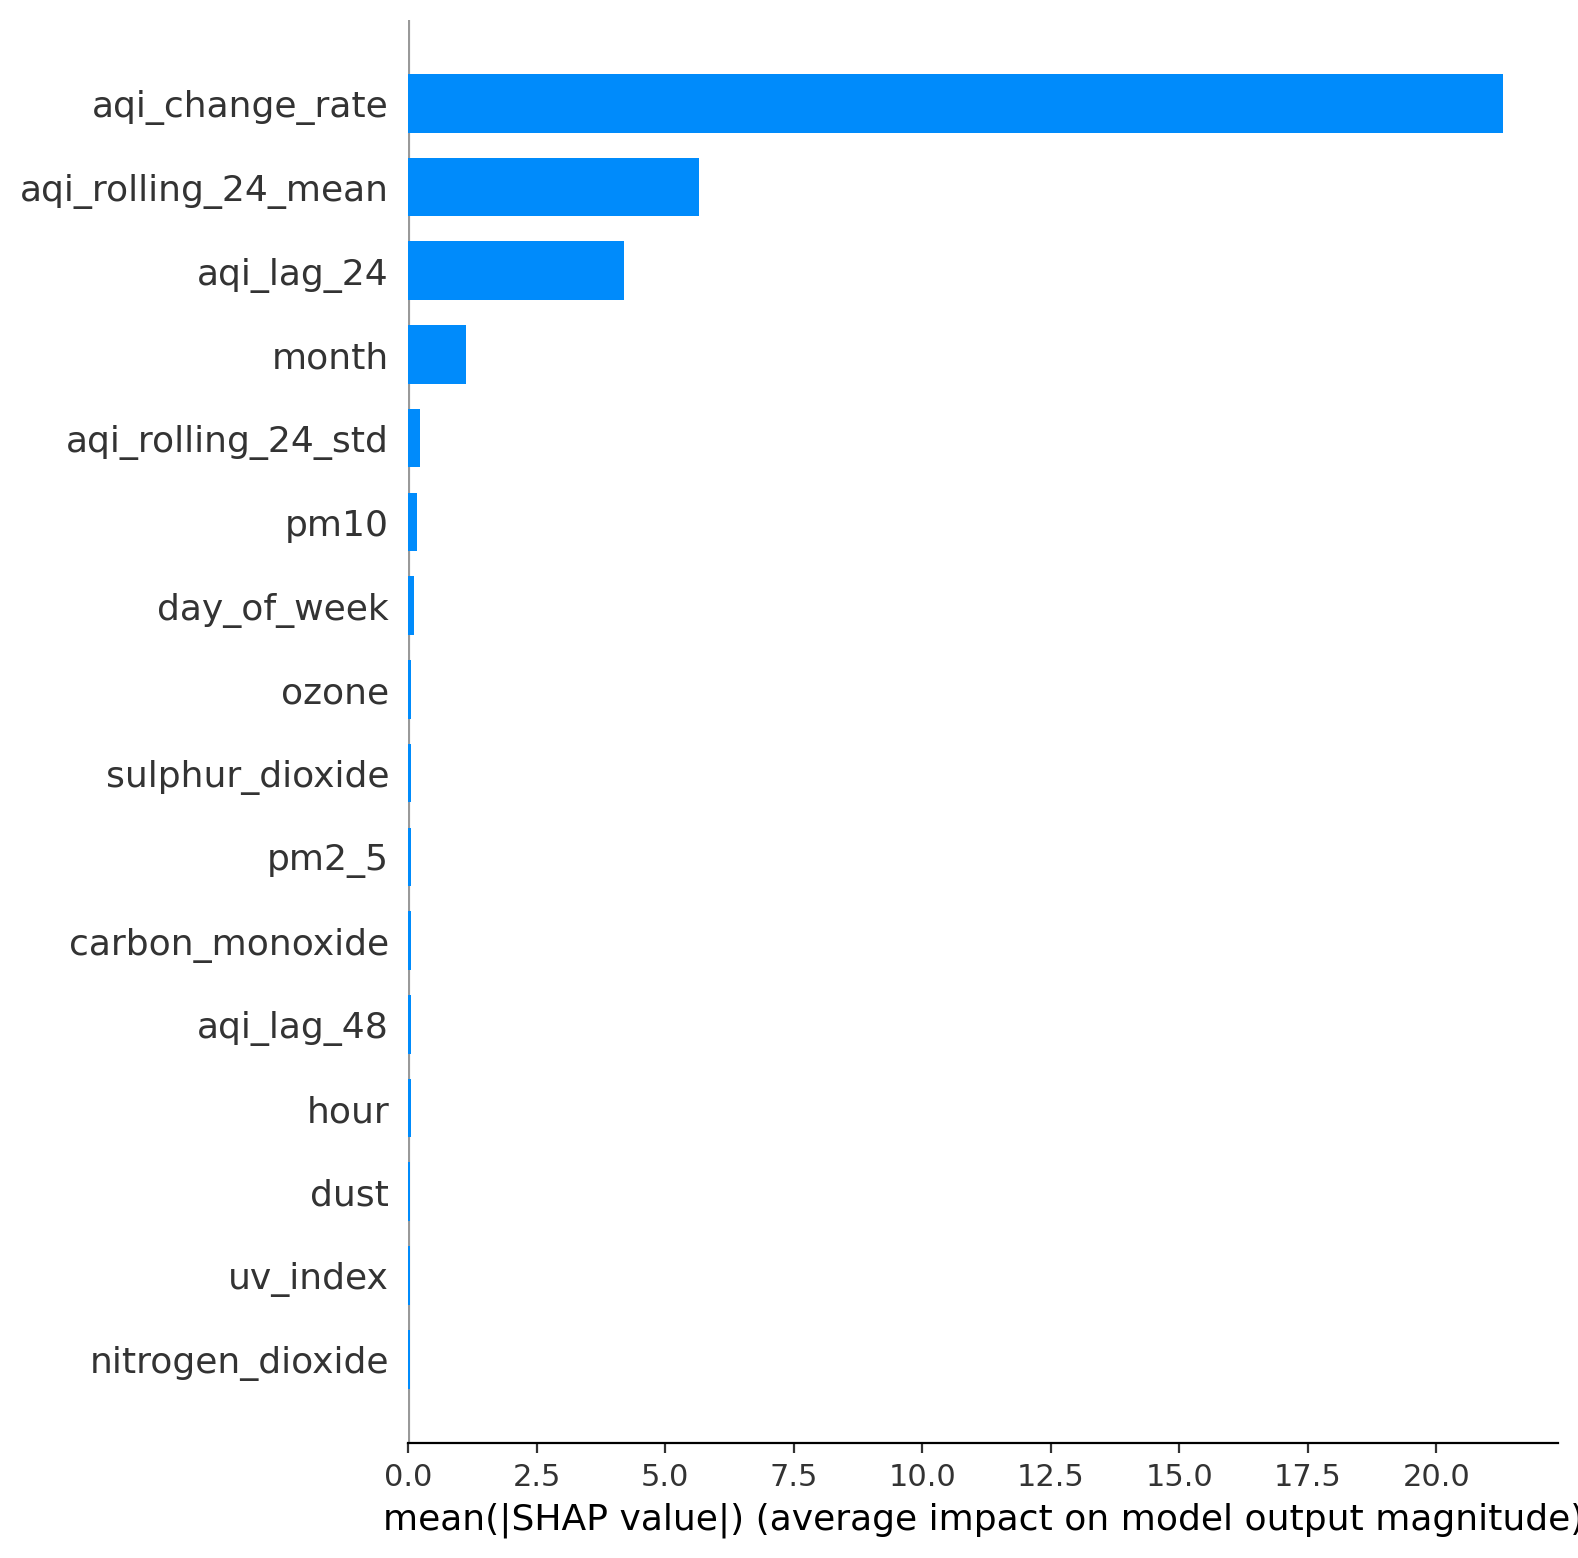 aqi_change_rate
aqi_rolling_24_mean
aqi_lag_24
month
aqi_rolling_24_std
pm10
day_of_week
ozone
sulphur_dioxide
pm2_5
carbon_monoxide
aqi_lag_48
hour
dust
uv_index
nitrogen_dioxide
0.0 2.5 5.0 7.5 10.0 12.5 15.0 17.5 20.0
mean(|SHAP value|) (average impact on model output magnitude)